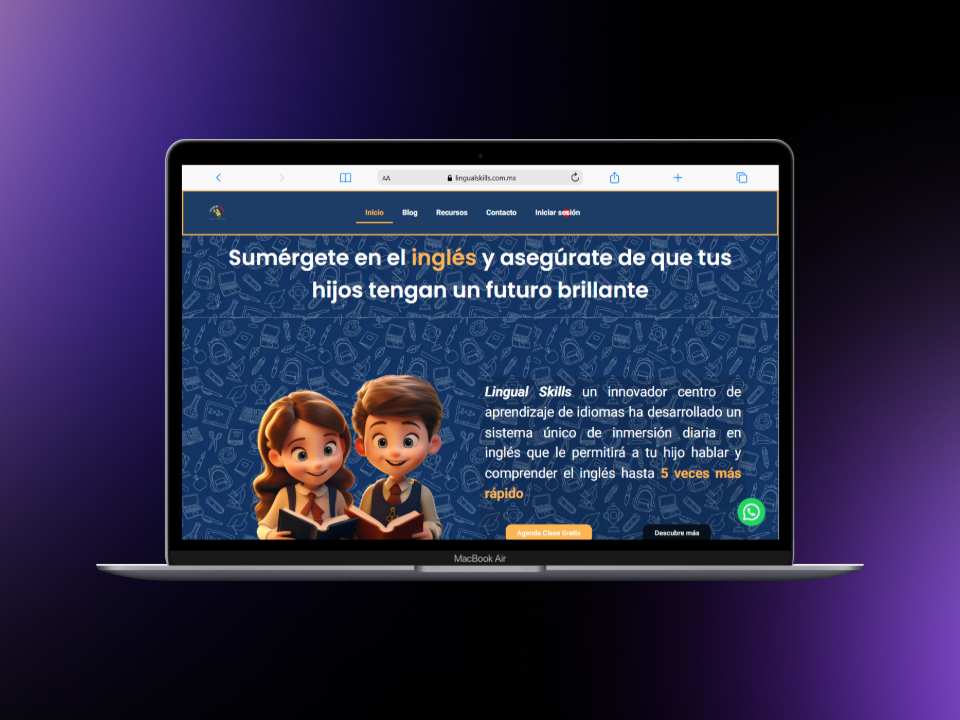 AA lingualskills.com.mx
Inicio Blog Recursos Contacto Iniciar sesión
Sumérgete en el inglés y asegúrate de que tus
hijos tengan un futuro brillante
Lingual Skills un innovador centro de
aprendizaje de idiomas ha desarrollado un
sistema único de inmersión diaria en
inglés que le permitirá a tu hijo hablar y
comprender el inglés hasta 5 veces más
rápido
Agenda Clase Gratis Descubre más
MacBook Air